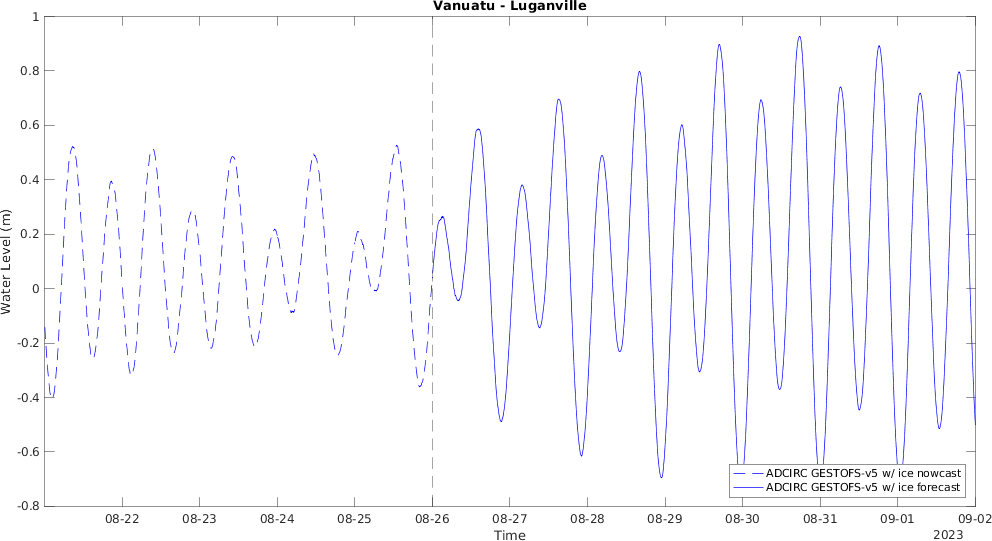 Vanuatu - Luganville
1
0.8
0.6
0.4
0.2
0
-0.2
-0.4
-0.6
-0.8
Water Level (m)
ADCIRC GESTOFS-v5 w/ ice nowcast
ADCIRC GESTOFS-v5 w/ ice forecast
08-22 08-23 08-24 08-25 08-26 08-27 08-28 08-29 08-30 08-31 09-01 09-02
Time
2023